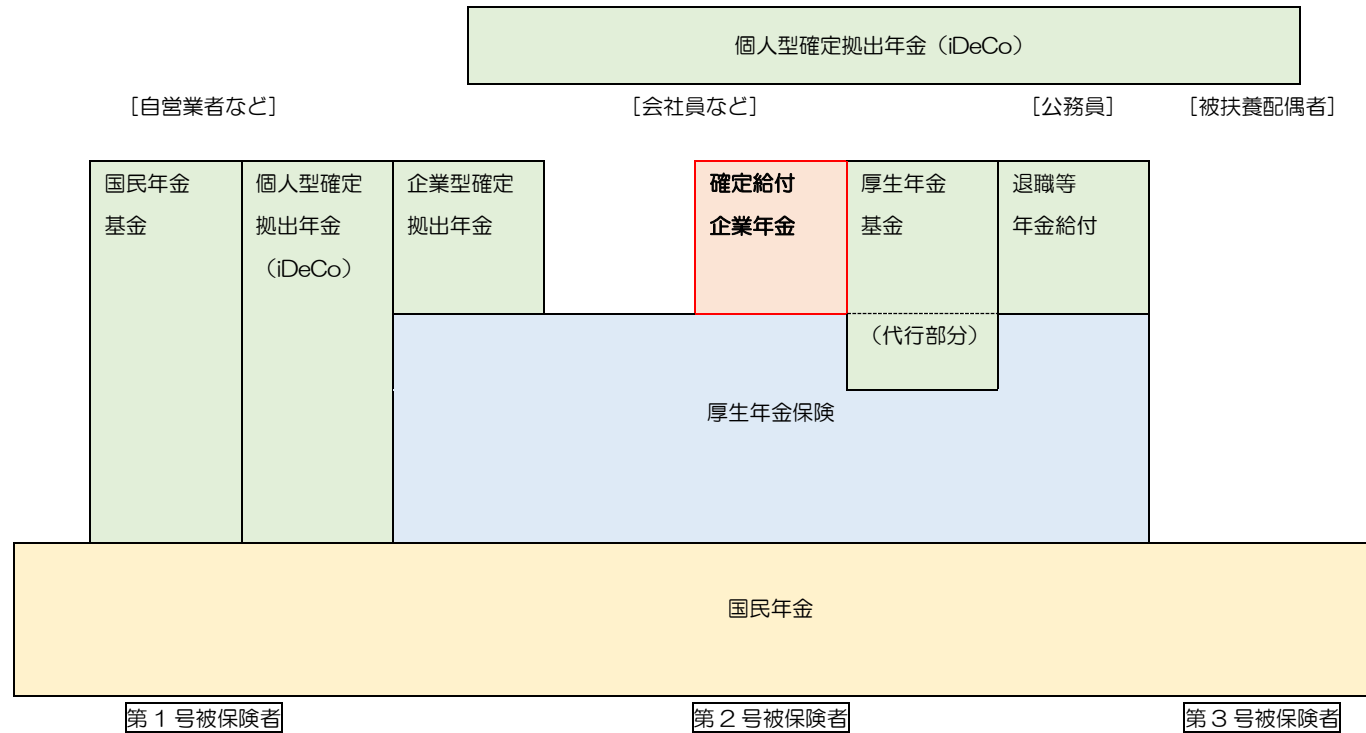 個人型確定拠出年金（iDeCo）
［自営業者など］
［会社員など］
［公務員］
［被扶養配偶者］
国民年金
基金
個人型確定
拠出年金
（iDeCo）
企業型確定
拠出年金
確定給付
企業年金
厚生年金
基金
（代行部分）
退職等
年金給付
厚生年金保険
国民年金
第１号被保険者
第２号被保険者
第３号被保険者